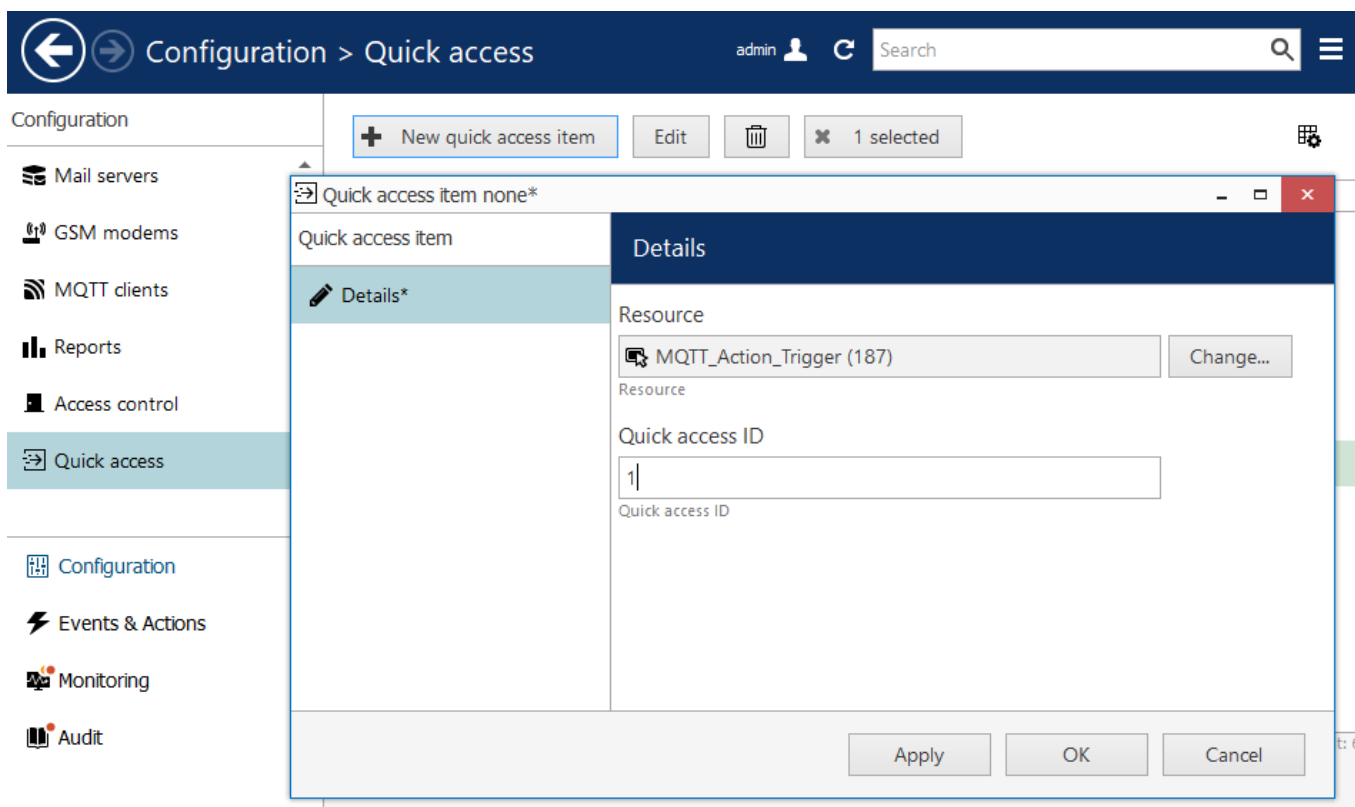 Configuration > Quick access
admin
Search
Configuration
Mail servers
GSM modems
MQTT clients
Reports
Access control
Quick access
Configuration
Events & Actions
Monitoring
Audit
New quick access item
Edit
1 selected
Quick access item none*
Quick access item
Details*
Details
Resource
MQTT_Action_Trigger (187)
Change...
Resource
Quick access ID
1
Quick access ID
Apply
OK
Cancel